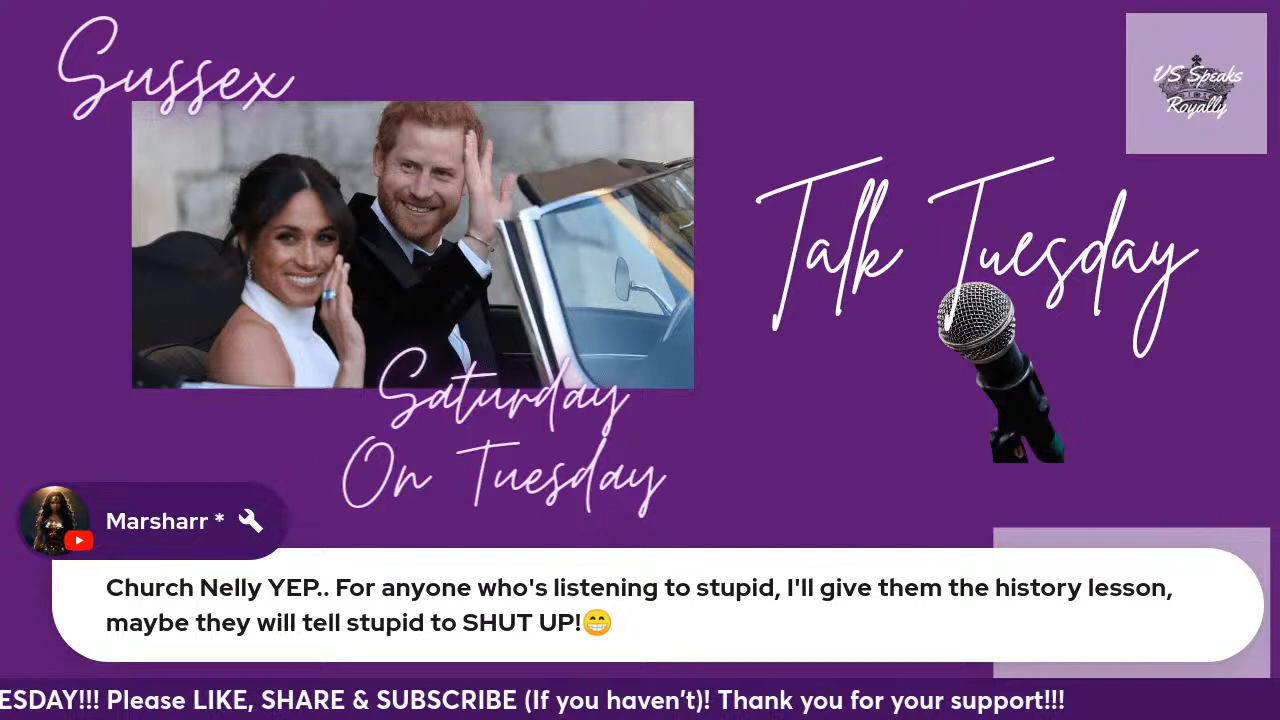 Sussex
VS Speaks
Royally
Talk Tuesday
Saturday
On Tuesday
Marsharr *
Church Nelly YEP.. For anyone who's listening to stupid, I'll give them the history lesson,
maybe they will tell stupid to SHUT UP!😁
ESDAY!!! Please LIKE, SHARE & SUBSCRIBE (If you haven't)! Thank you for your support!!!